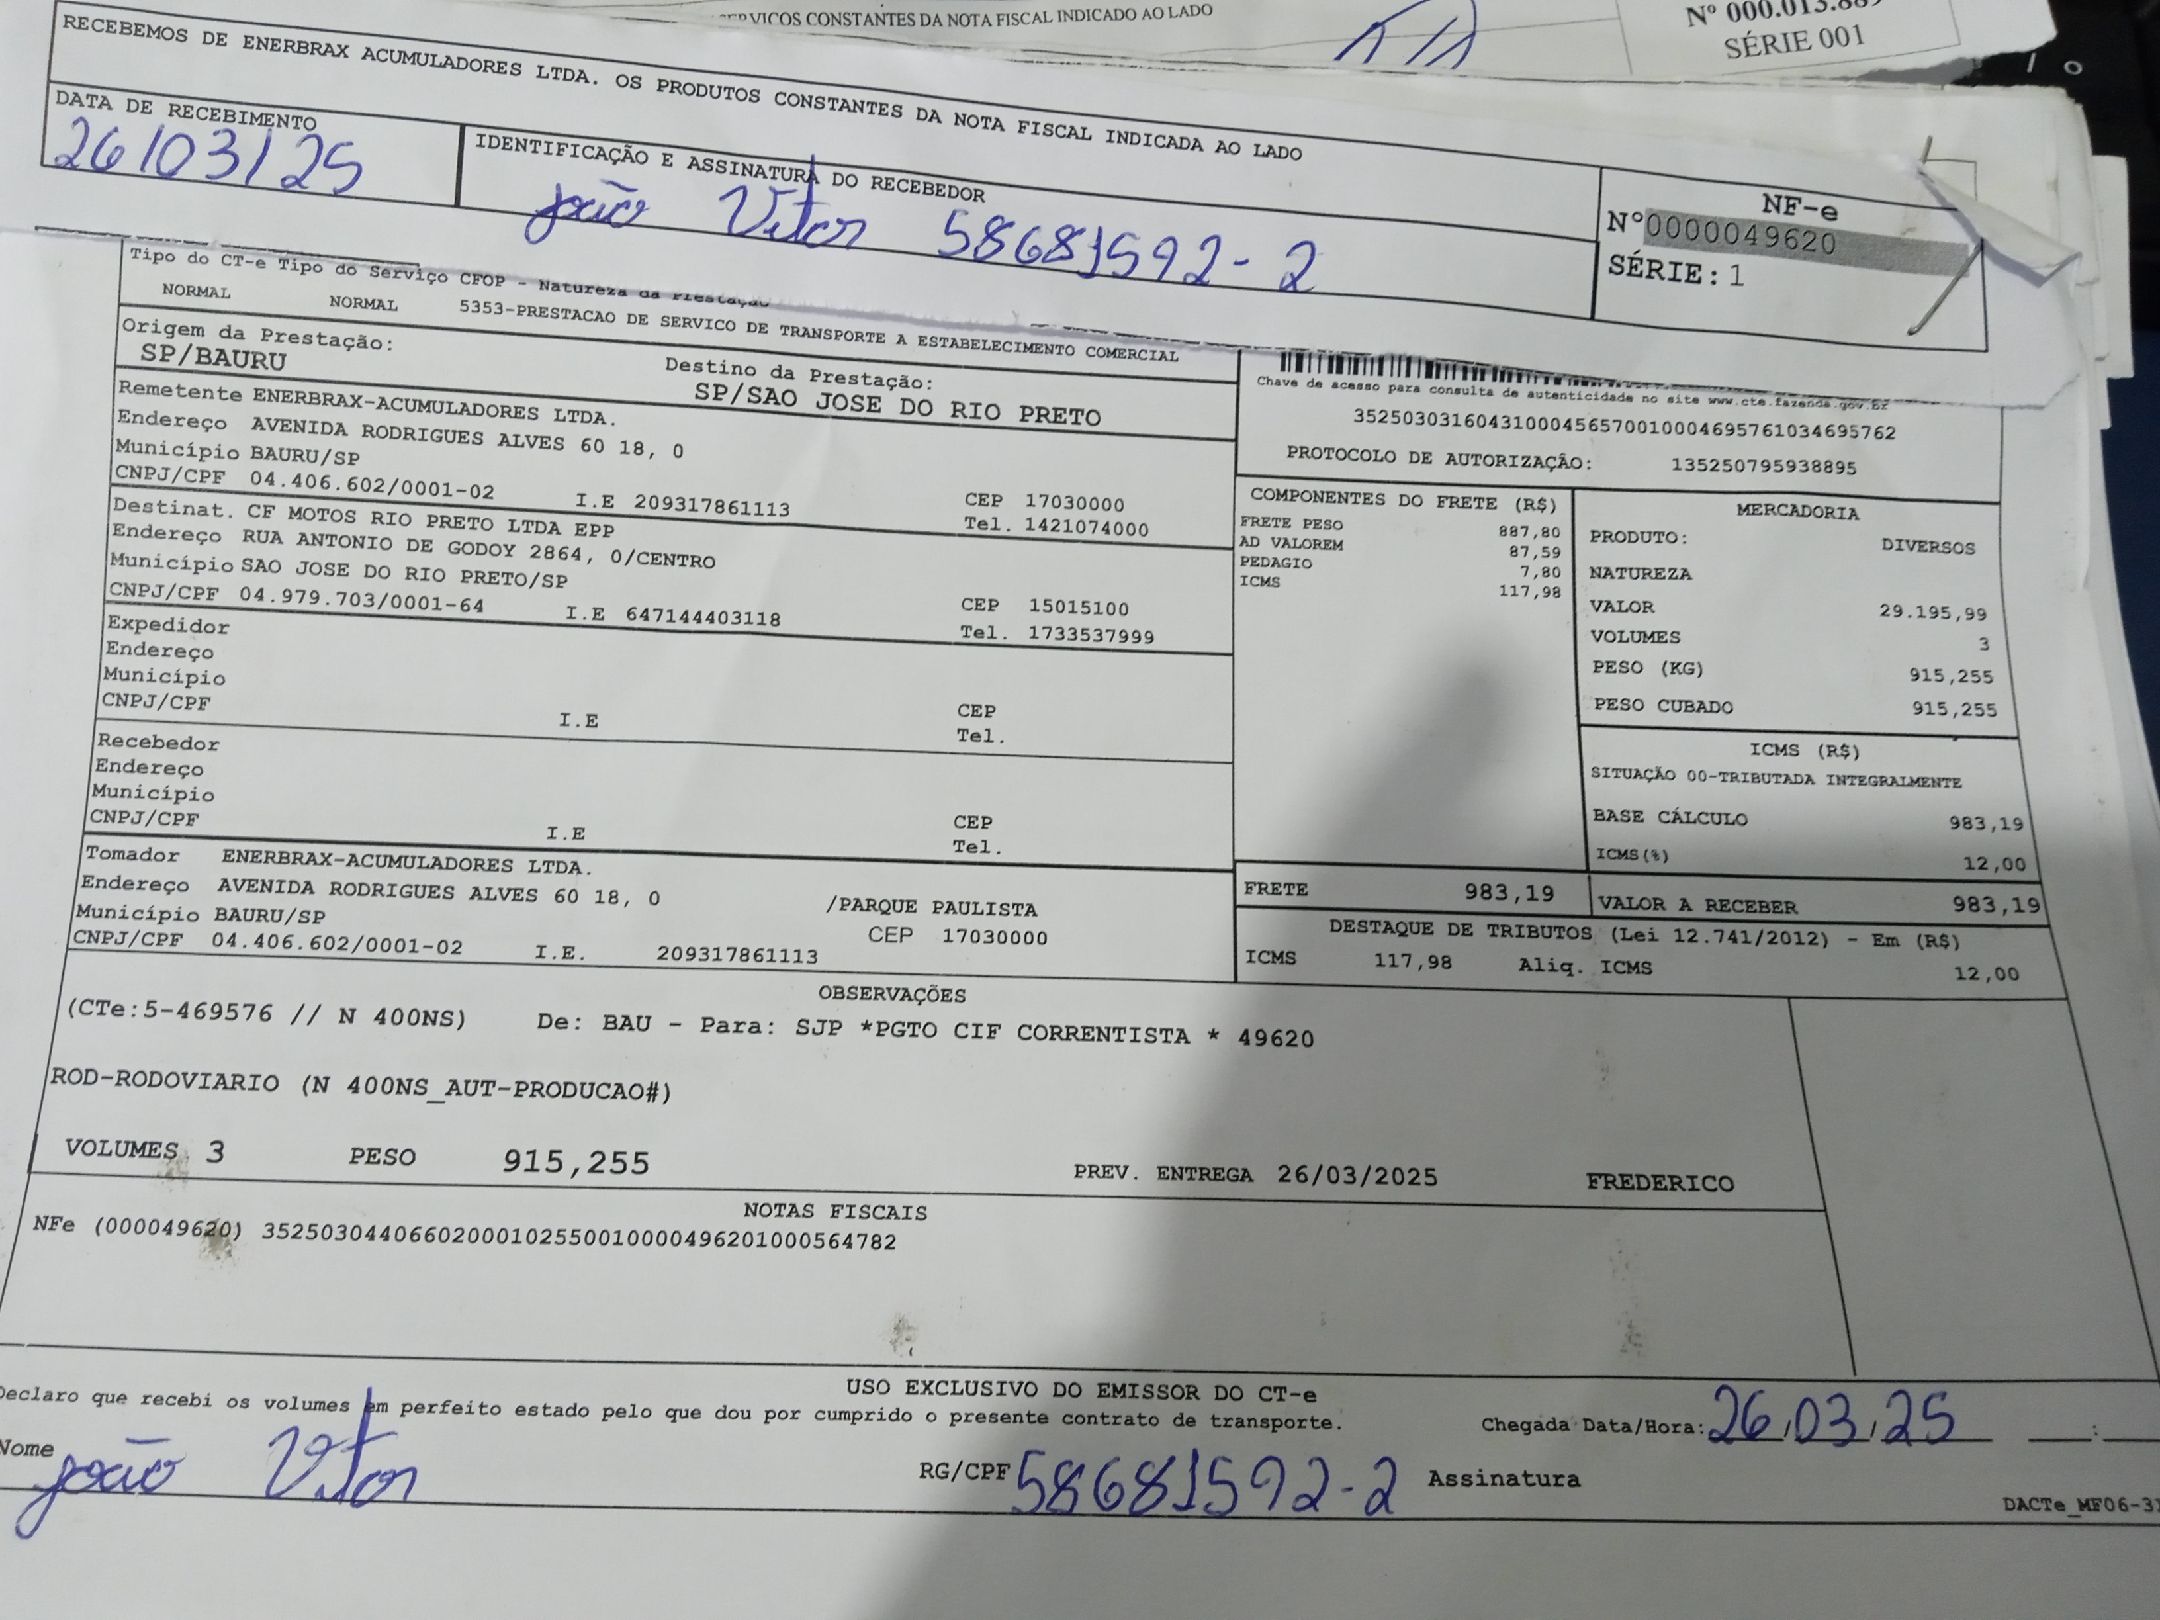 VIÇOS CONSTANTES DA NOTA FISCAL INDICADO AO LADO
SÉRIE 001
RECEBEMOS DE ENERBRAX ACUMULADORES LTDA. OS PRODUTOS CONSTANTES DA NOTA FISCAL INDICADA AO LADO
DATA DE RECEBIMENTO
26/03/25
IDENTIFICAÇÃO E ASSINATURA DO RECEBEDOR
João Vitor 58681592-2
NF-e
Nº0000049620
SÉRIE:1
Tipo do CT-e Tipo do Serviço CFOP - Natureza da Prestação
NORMAL NORMAL 5353-PRESTACAO DE SERVICO DE TRANSPORTE A ESTABELECIMENTO COMERCIAL
Origem da Prestação: Destino da Prestação:
SP/BAURU SP/SAO JOSE DO RIO PRETO
Chave de acesso para consulta de autenticidade no site www.cte.fazenda.gov.br
35250303160431000456570010004695761034695762
PROTOCOLO DE AUTORIZAÇÃO: 135250795938895
Remetente ENERBRAX-ACUMULADORES LTDA.
Endereço AVENIDA RODRIGUES ALVES 60 18, 0
Município BAURU/SP CEP 17030000
CNPJ/CPF 04.406.602/0001-02 I.E 209317861113 Tel. 1421074000
Destinat. CF MOTOS RIO PRETO LTDA EPP
Endereço RUA ANTONIO DE GODOY 2864, 0/CENTRO
Município SAO JOSE DO RIO PRETO/SP CEP 15015100
CNPJ/CPF 04.979.703/0001-64 I.E 647144403118 Tel. 1733537999
Expedidor
Endereço
Município CEP
CNPJ/CPF I.E Tel.
Recebedor
Endereço
Município CEP
CNPJ/CPF I.E Tel.
Tomador ENERBRAX-ACUMULADORES LTDA.
Endereço AVENIDA RODRIGUES ALVES 60 18, 0 /PARQUE PAULISTA
Município BAURU/SP CEP 17030000
CNPJ/CPF 04.406.602/0001-02 I.E. 209317861113
COMPONENTES DO FRETE (R$)
FRETE PESO 887,80
AD VALOREM 87,59
PEDAGIO 7,80
ICMS 117,98
MERCADORIA
PRODUTO: DIVERSOS
NATUREZA
VALOR 29.195,99
VOLUMES 3
PESO (KG) 915,255
PESO CUBADO 915,255
ICMS (R$)
SITUAÇÃO 00-TRIBUTADA INTEGRALMENTE
BASE CÁLCULO 983,19
ICMS(%) 12,00
FRETE 983,19 VALOR A RECEBER 983,19
DESTAQUE DE TRIBUTOS (Lei 12.741/2012) - Em (R$)
ICMS 117,98 Aliq. ICMS 12,00
OBSERVAÇÕES
(CTe:5-469576 // N 400NS) De: BAU - Para: SJP *PGTO CIF CORRENTISTA * 49620
ROD-RODOVIARIO (N 400NS_AUT-PRODUCAO#)
VOLUMES 3 PESO 915,255 PREV. ENTREGA 26/03/2025 FREDERICO
NOTAS FISCAIS
NFe (000049620) 35250304406602000102550010000496201000564782
USO EXCLUSIVO DO EMISSOR DO CT-e
Declaro que recebi os volumes em perfeito estado pelo que dou por cumprido o presente contrato de transporte. Chegada Data/Hora: 26/03/25 :
Nome João Vitor RG/CPF 58681592-2 Assinatura
DACTe_MF06-31